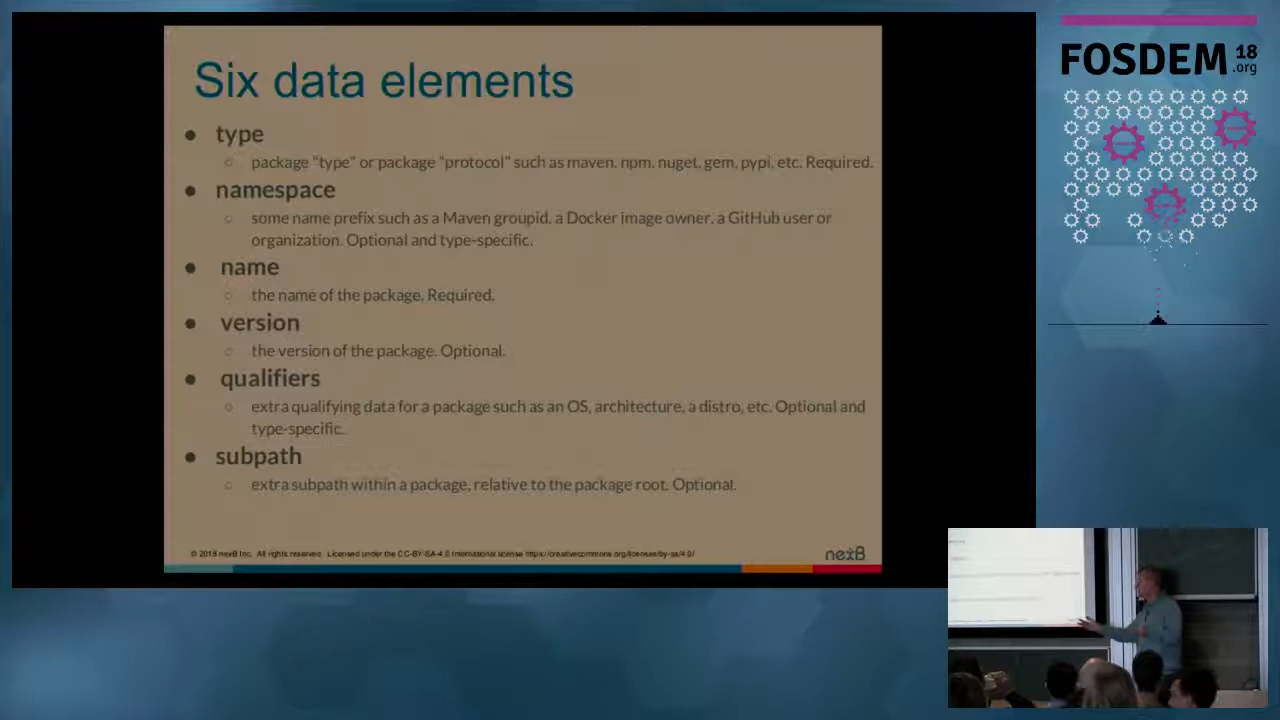 Six data elements
● type
○ package "type" or package "protocol" such as maven, npm, nuget, gem, pypi, etc. Required.
● namespace
○ some name prefix such as a Maven groupid, a Docker image owner, a GitHub user or
organization. Optional and type-specific.
● name
○ the name of the package. Required.
● version
○ the version of the package. Optional.
● qualifiers
○ extra qualifying data for a package such as an OS, architecture, a distro, etc. Optional and
type-specific.
● subpath
○ extra subpath within a package, relative to the package root. Optional.
© 2018 nexB Inc. All rights reserved. Licensed under the CC-BY-SA-4.0 International license https://creativecommons.org/licenses/by-sa/4.0/
nexB
FOSDEM 18
.org